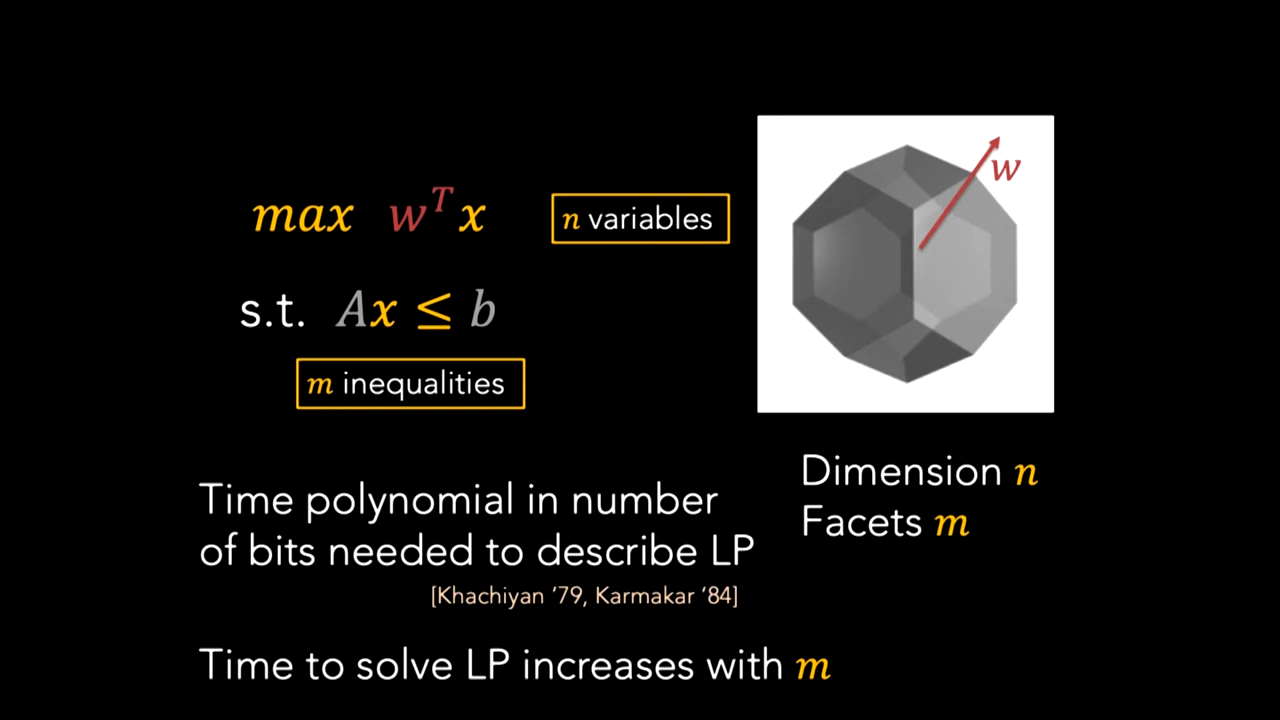 max w^T x
n variables
s.t. Ax ≤ b
m inequalities
w
Dimension n
Facets m
Time polynomial in number
of bits needed to describe LP
[Khachiyan ’79, Karmakar ‘84]
Time to solve LP increases with m